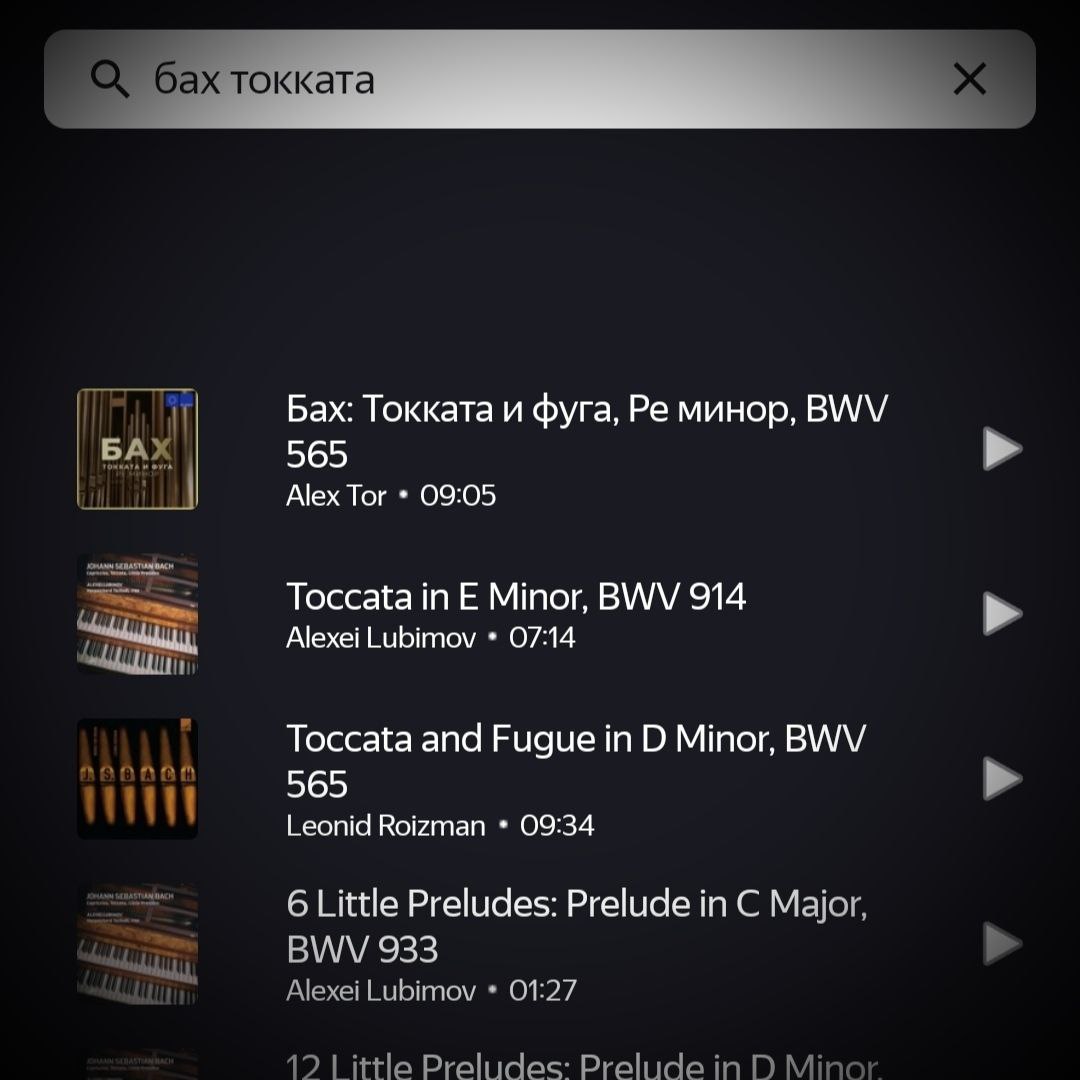 бах токката
Бах: Токката и фуга, Ре минор, BWV
565
Alex Tor • 09:05
БАХ
ТОККАТА И ФУГА
РЕ МИНОР
Toccata in E Minor, BWV 914
Alexei Lubimov • 07:14
JOHANN SEBASTIAN BACH
Toccata and Fugue in D Minor, BWV
565
Leonid Roizman • 09:34
J. S. BACH
6 Little Preludes: Prelude in C Major,
BWV 933
Alexei Lubimov • 01:27
JOHANN SEBASTIAN BACH
12 Little Preludes: Prelude in D Minor,
JOHANN SEBASTIAN BACH